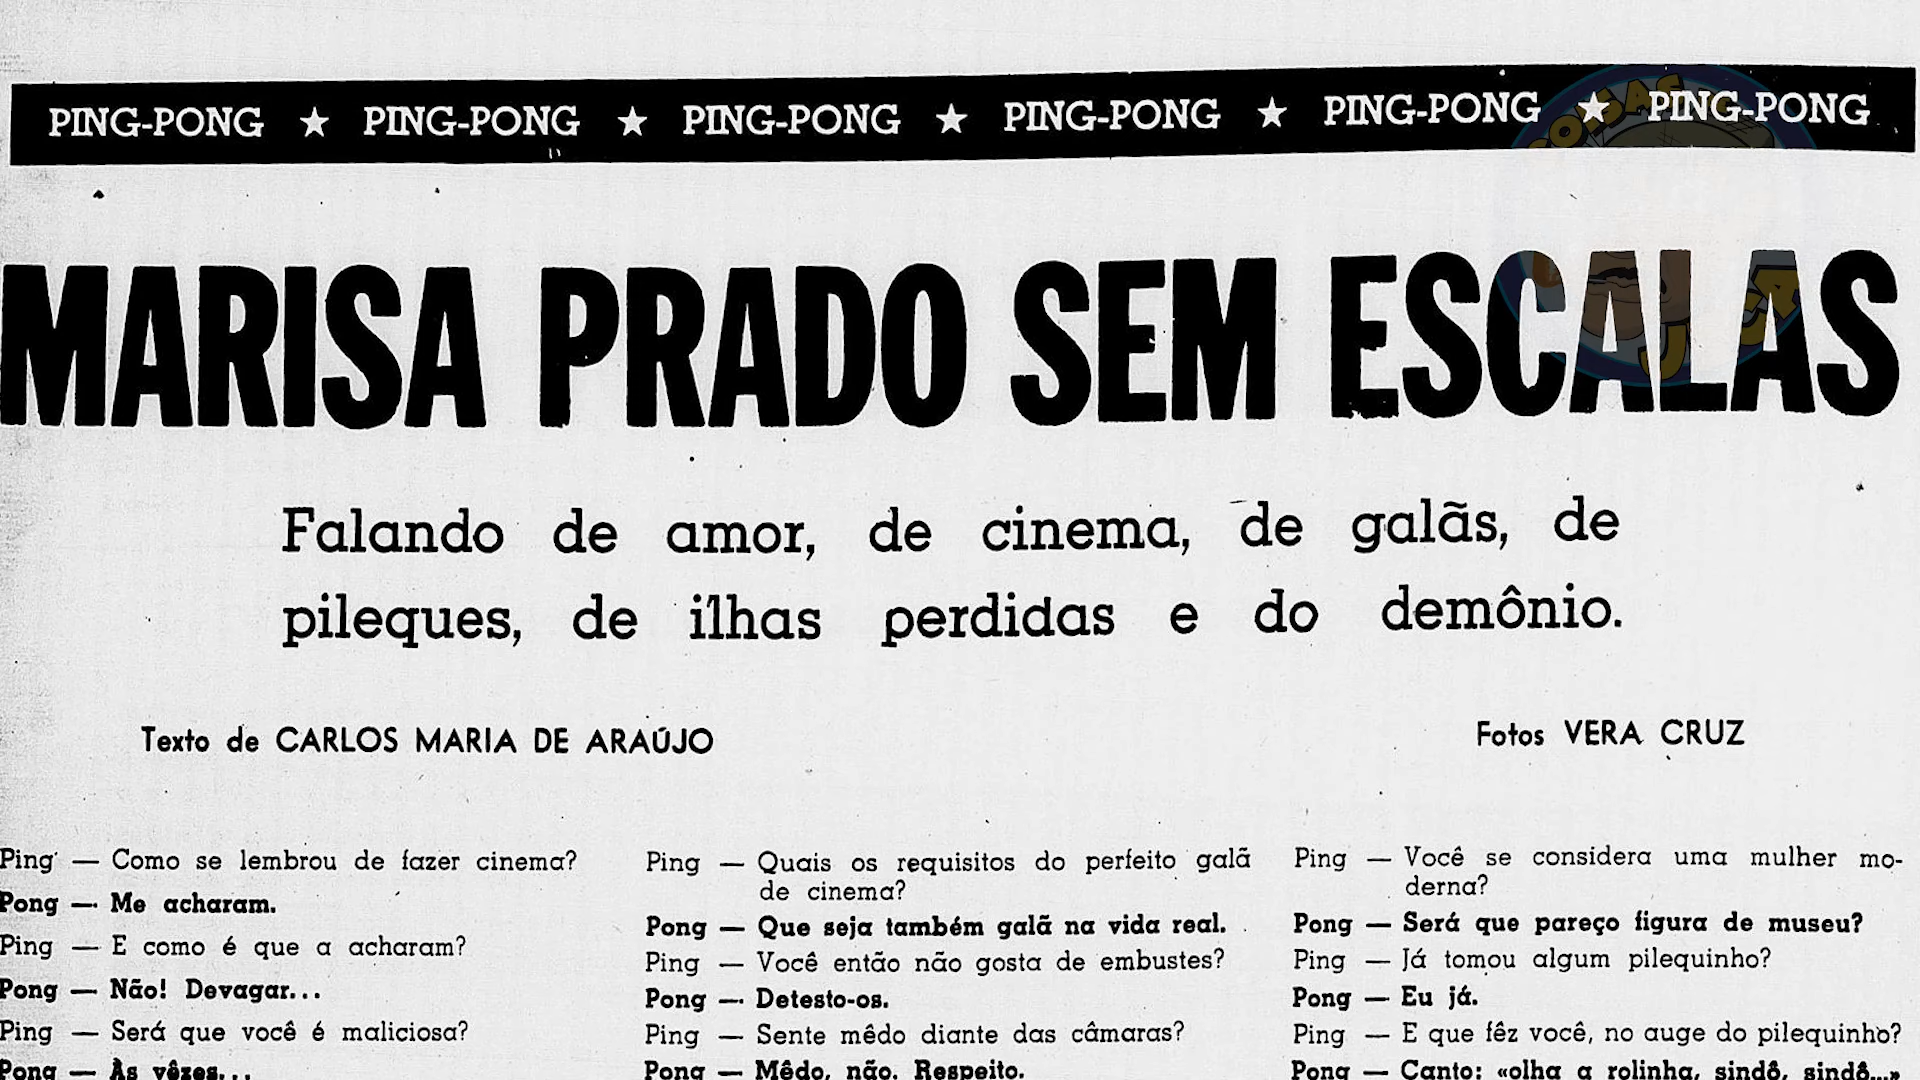 PING-PONG ★ PING-PONG ★ PING-PONG ★ PING-PONG ★ PING-PONG ★ PING-PONG
MARISA PRADO SEM ESCALAS
Falando de amor, de cinema, de galãs, de
pileques, de ilhas perdidas e do demônio.
Texto de CARLOS MARIA DE ARAÚJO
Fotos VERA CRUZ
Ping — Como se lembrou de fazer cinema?
Pong — Me acharam.
Ping — E como é que a acharam?
Pong — Não! Devagar...
Ping — Será que você é maliciosa?
Pong — Às vêzes...
Ping — Quais os requisitos do perfeito galã
de cinema?
Pong — Que seja também galã na vida real.
Ping — Você então não gosta de embustes?
Pong — Detesto-os.
Ping — Sente mêdo diante das câmaras?
Pong — Mêdo, não. Respeito.
Ping — Você se considera uma mulher mo-
derna?
Pong — Será que pareço figura de museu?
Ping — Já tomou algum pilequinho?
Pong — Eu já.
Ping — E que fêz você, no auge do pilequinho?
Pong — Canto: «olha a rolinha, sindô, sindô...»
COISAS